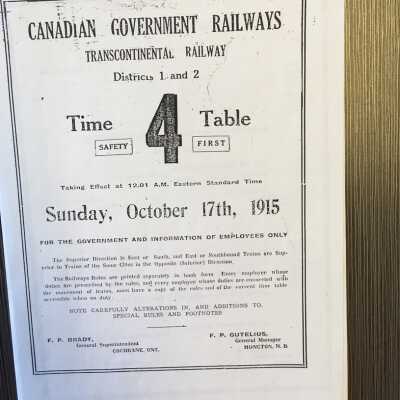 CANADIAN GOVERNMENT RAILWAYS
TRANSCONTINENTAL RAILWAY
Districts 1 and 2
Time 4 Table
SAFETY FIRST
Taking Effect at 12.01 A.M. Eastern Standard Time
Sunday, October 17th, 1915
FOR THE GOVERNMENT AND INFORMATION OF EMPLOYEES ONLY
The Superior Direction is East or South, and East or Southbound Trains are Sup-
erior to Trains of the Same Class in the Opposite (Inferior) Direction.
The Railways Rules are printed separately in book form. Every employee whose
duties are prescribed by the rules, and every employee whose duties are connected with
the movement of trains, must have a copy of the rules and of the current time table
accessible when on duty.
NOTE CAREFULLY ALTERATIONS IN, AND ADDITIONS TO,
SPECIAL RULES AND FOOTNOTES
F. P. BRADY,
General Superintendent
COCHRANE, ONT.
F. P. GUTELIUS,
General Manager
MONCTON, N. B.